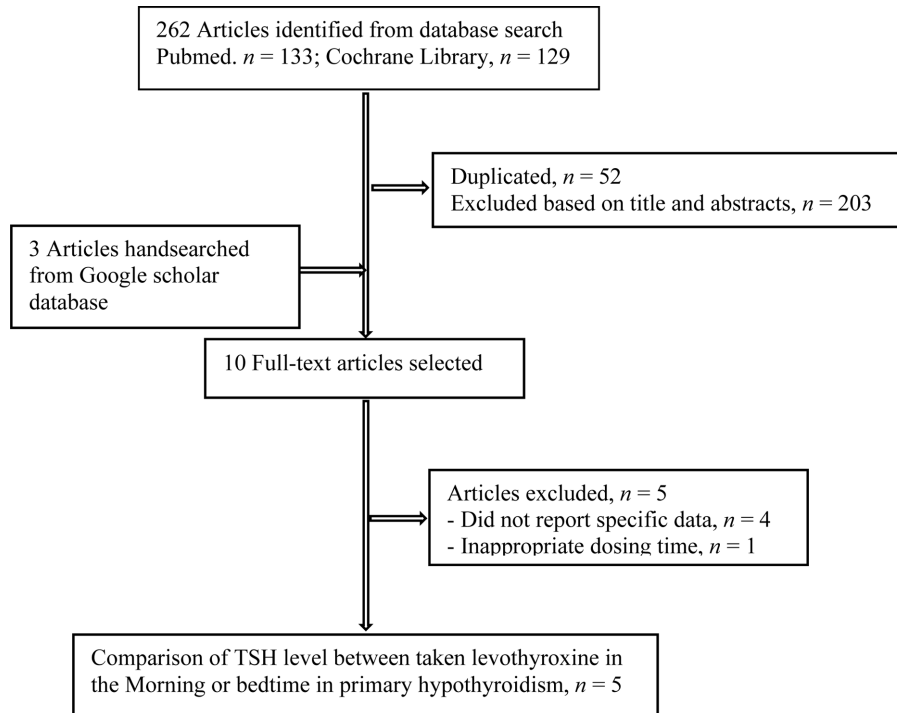 262 Articles identified from database search
Pubmed. n = 133; Cochrane Library, n = 129
Duplicated, n = 52
Excluded based on title and abstracts, n = 203
3 Articles handsearched
from Google scholar
database
10 Full-text articles selected
Articles excluded, n = 5
- Did not report specific data, n = 4
- Inappropriate dosing time, n = 1
Comparison of TSH level between taken levothyroxine in
the Morning or bedtime in primary hypothyroidism, n = 5